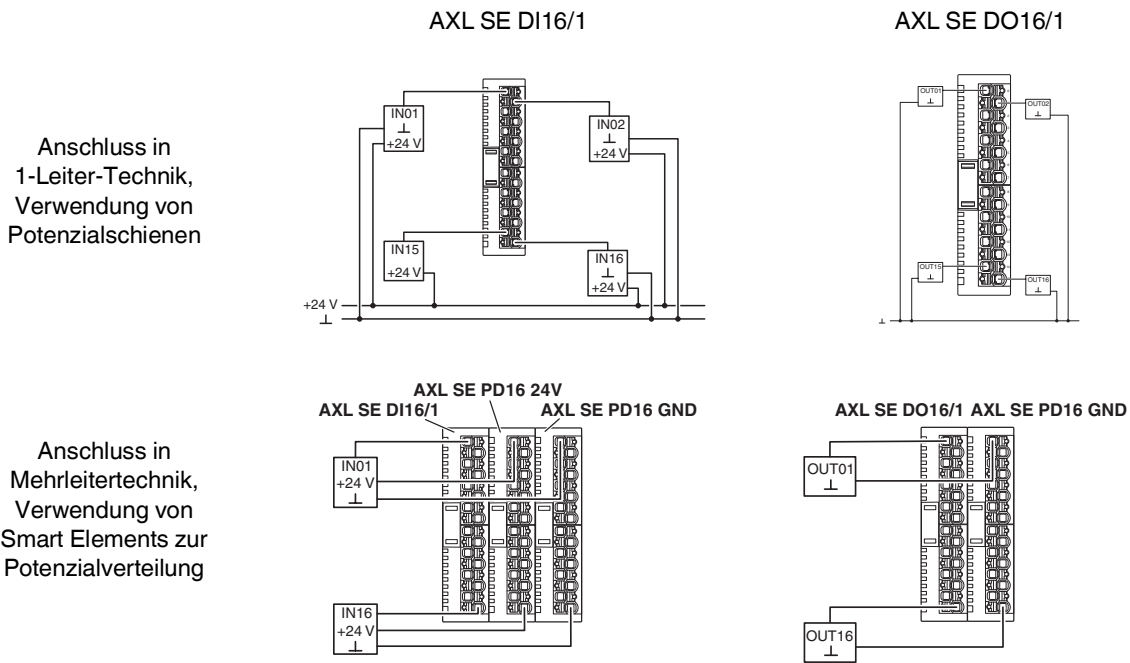 AXL SE DI16/1
AXL SE DO16/1
Anschluss in
1-Leiter-Technik,
Verwendung von
Potenzialschienen
IN01
+24 V
IN02
+24 V
IN15
+24 V
IN16
+24 V
+24 V
OUT01
OUT02
OUT15
OUT16
Anschluss in
Mehrleitertechnik,
Verwendung von
Smart Elements zur
Potenzialverteilung
AXL SE PD16 24V
AXL SE DI16/1
AXL SE PD16 GND
IN01
+24 V
IN16
+24 V
AXL SE DO16/1
AXL SE PD16 GND
OUT01
OUT16